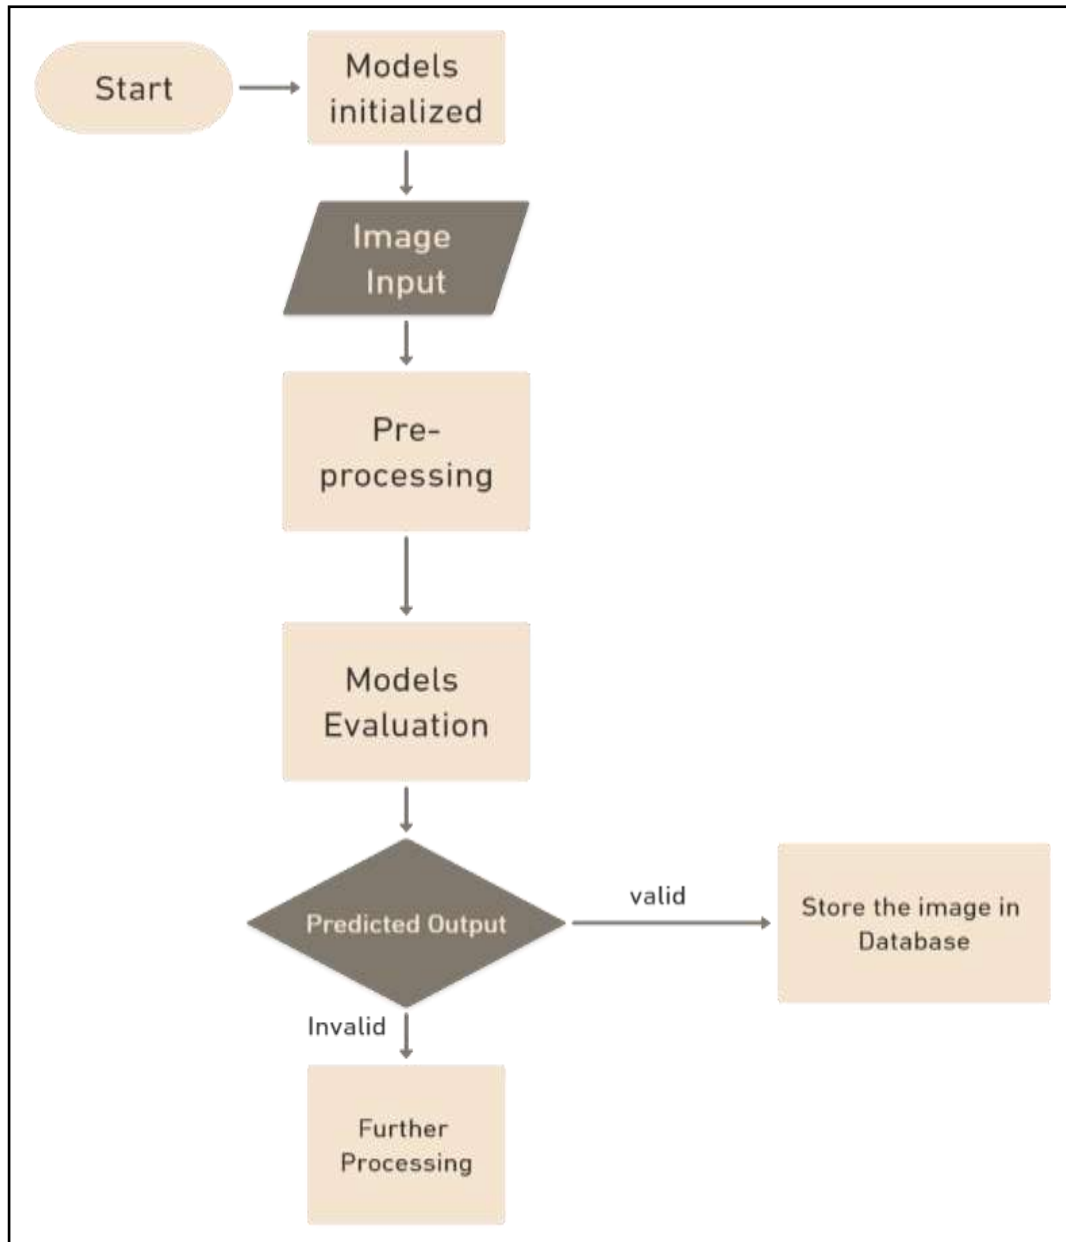 Start
Models
initialized
Image
Input
Pre-
processing
Models
Evaluation
Predicted Output
valid
Store the image in
Database
Invalid
Further
Processing